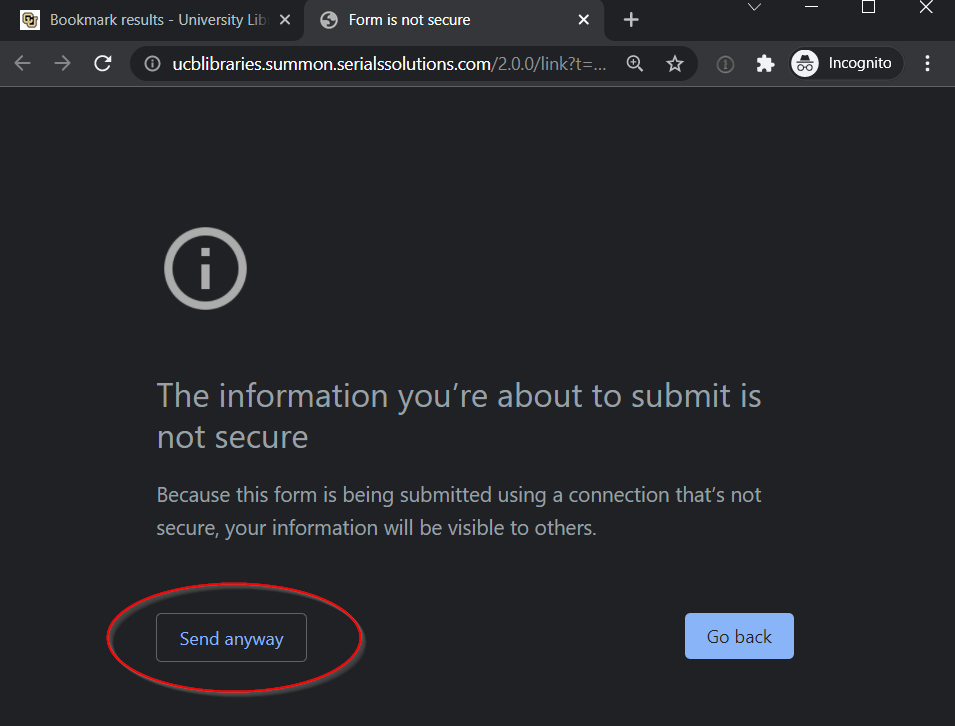 Bookmark results - University Lib
Form is not secure
ucblibraries.summon.serialssolutions.com/2.0.0/link?t=...
Incognito
The information you’re about to submit is
not secure
Because this form is being submitted using a connection that’s not
secure, your information will be visible to others.
Send anyway
Go back